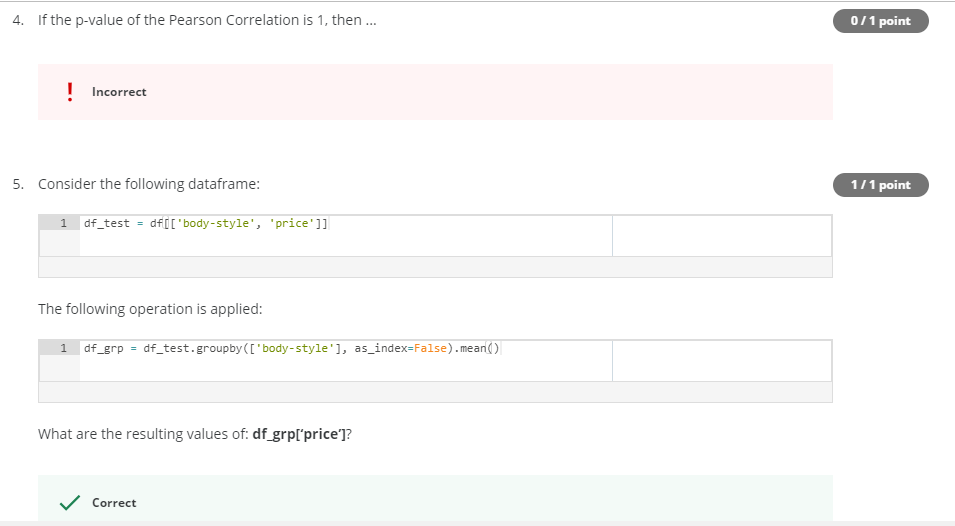 4. If the p-value of the Pearson Correlation is 1, then ...
0 / 1 point
Incorrect
5. Consider the following dataframe:
1 / 1 point
1 df_test = df[['body-style', 'price']]
The following operation is applied:
1 df_grp = df_test.groupby(['body-style'], as_index=False).mean()
What are the resulting values of: df_grp['price']?
Correct